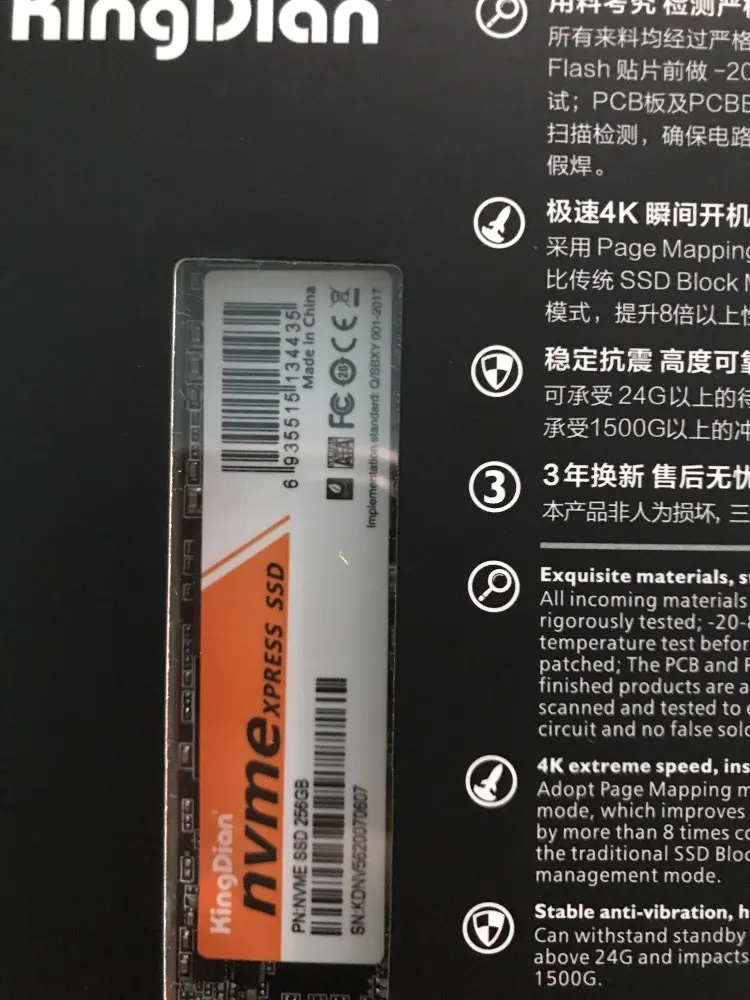 KingDian
用料考究 检测严格
所有来料均经过严格
Flash 贴片前做 -20
试；PCB板及PCBE
扫描检测，确保电路
假焊。
极速4K 瞬间开机
采用 Page Mapping
比传统 SSD Block M
模式，提升8倍以上性
稳定抗震 高度可靠
可承受 24G以上的待
承受1500G以上的冲
3
3年换新 售后无忧
本产品非人为损坏, 三
Exquisite materials, s
All incoming materials
rigorously tested; -20-8
temperature test befor
patched; The PCB and P
finished products are a
scanned and tested to e
circuit and no false sold
4K extreme speed, ins
Adopt Page Mapping m
mode, which improves
by more than 8 times co
the traditional SSD Bloc
management mode.
Stable anti-vibration, h
Can withstand standby
above 24G and impacts
1500G.
KingDian
nvme XPRESS SSD
PN:NVME SSD 256GB
SN:KDNV5620070607
6 935515 134435
Made in China
SATA FC 20 CE
Implementation standard: Q/SBXY 001-2017